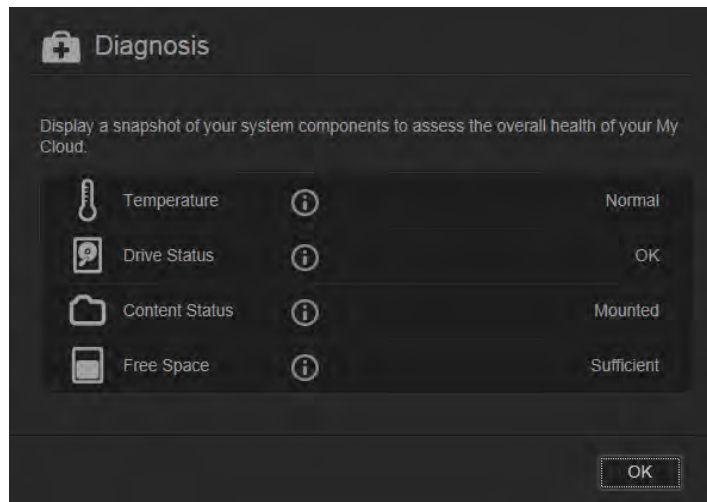 Diagnosis
Display a snapshot of your system components to assess the overall health of your My
Cloud.
Temperature Normal
Drive Status OK
Content Status Mounted
Free Space Sufficient
OK